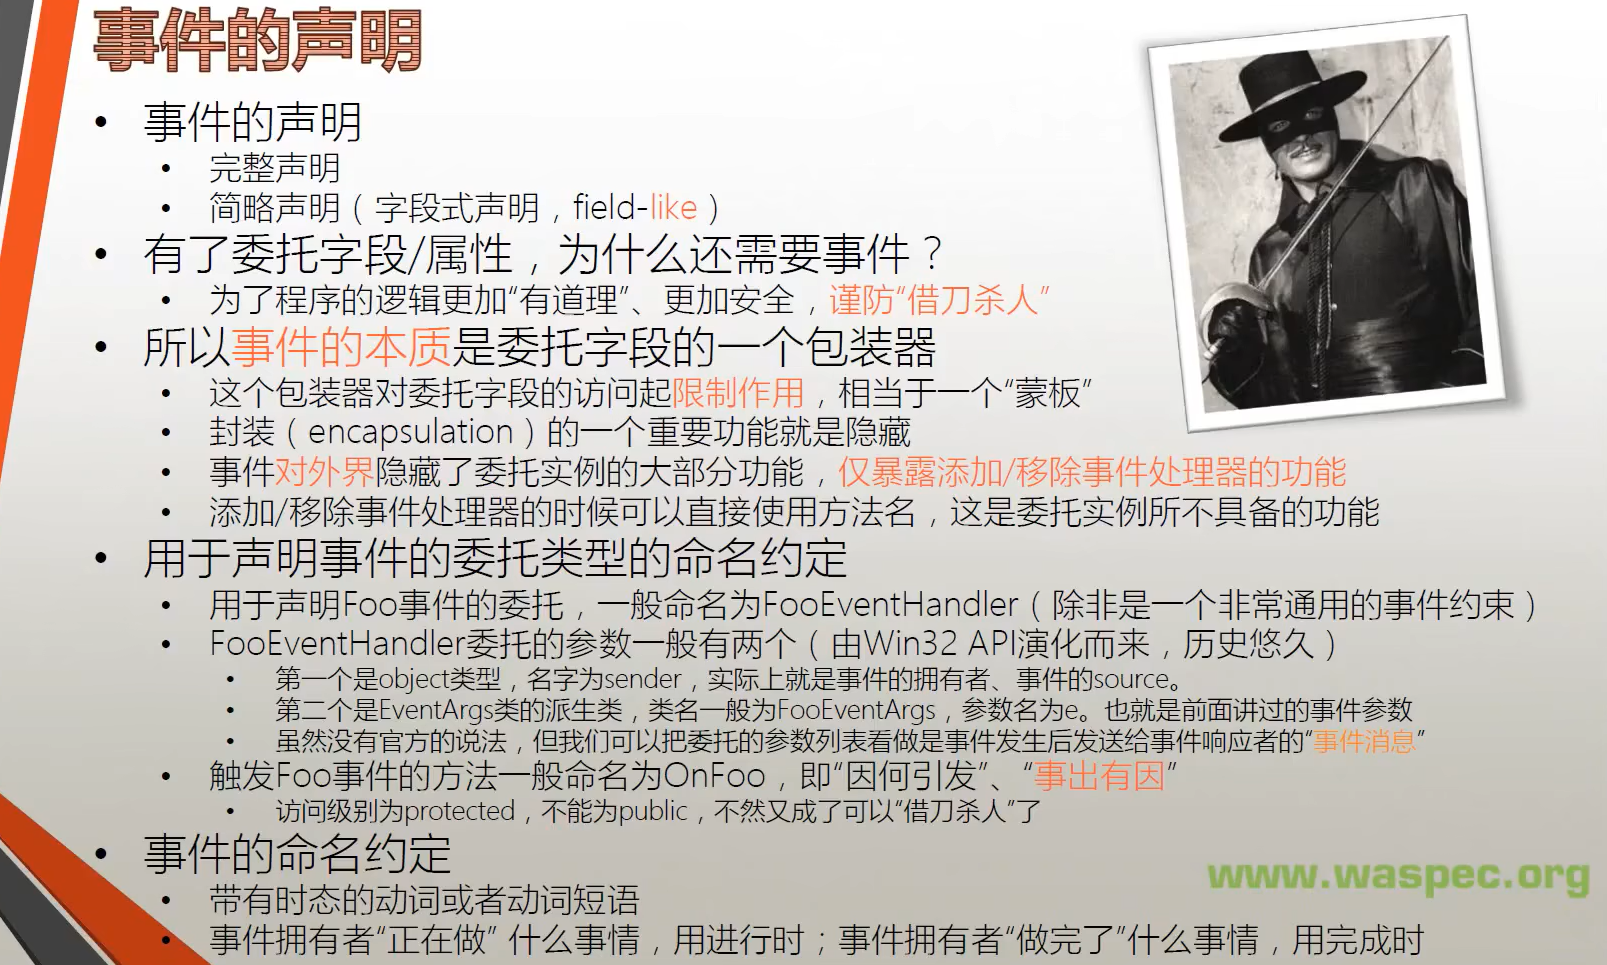 事件的声明
• 事件的声明
• 完整声明
• 简略声明（字段式声明，field-like）
• 有了委托字段/属性，为什么还需要事件？
• 为了程序的逻辑更加“有道理”、更加安全，谨防“借刀杀人”
• 所以事件的本质是委托字段的一个包装器
• 这个包装器对委托字段的访问起限制作用，相当于一个“蒙板”
• 封装（encapsulation）的一个重要功能就是隐藏
• 事件对外界隐藏了委托实例的大部分功能，仅暴露添加/移除事件处理器的功能
• 添加/移除事件处理器的时候可以直接使用方法名，这是委托实例所不具备的功能
• 用于声明事件的委托类型的命名约定
• 用于声明Foo事件的委托，一般命名为FooEventHandler（除非是一个非常通用的事件约束）
• FooEventHandler委托的参数一般有两个（由Win32 API演化而来，历史悠久）
• 第一个是object类型，名字为sender，实际上就是事件的拥有者、事件的source。
• 第二个是EventArgs类的派生类，类名一般为FooEventArgs，参数名为e。也就是前面讲过的事件参数
• 虽然没有官方的说法，但我们可以把委托的参数列表看做是事件发生后发送给事件响应者的“事件消息”
• 触发Foo事件的方法一般命名为OnFoo，即“因何引发”、“事出有因”
• 访问级别为protected，不能为public，不然又成了可以“借刀杀人”了
• 事件的命名约定
• 带有时态的动词或者动词短语
• 事件拥有者“正在做”什么事情，用进行时；事件拥有者“做完了”什么事情，用完成时
www.waspec.org